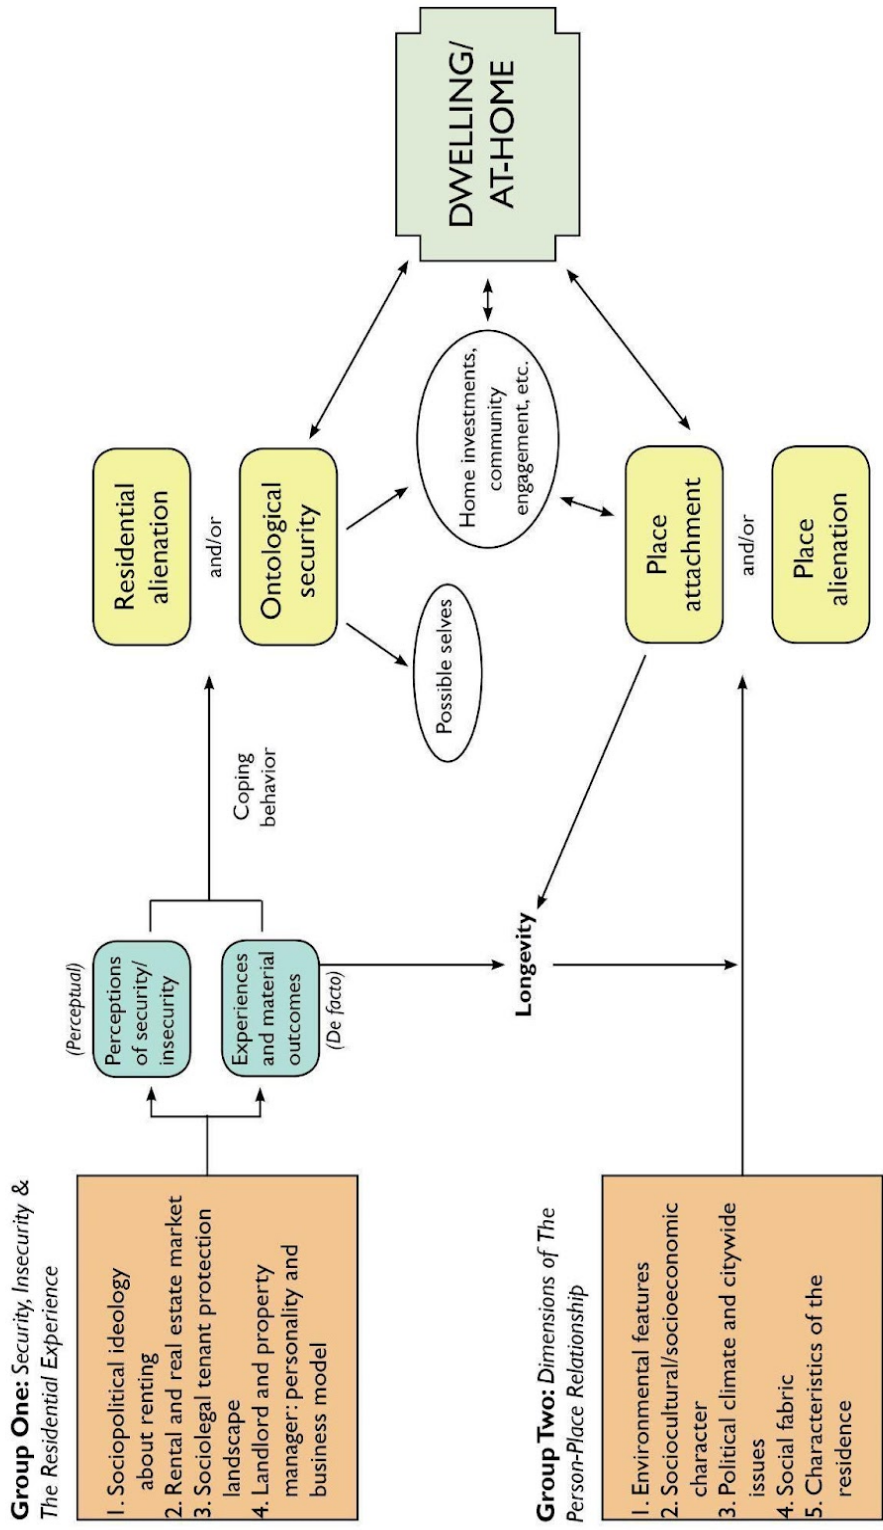 Group One: Security, Insecurity &
The Residential Experience
1. Sociopolitical ideology
about renting
2. Rental and real estate market
3. Sociolegal tenant protection
landscape
4. Landlord and property
manager: personality and
business model
(Perceptual)
Perceptions
of security/
insecurity
Experiences
and material
outcomes
(De facto)
Coping
behavior
Residential
alienation
and/or
Ontological
security
Possible selves
Home investments,
community
engagement, etc.
DWELLING/
AT-HOME
Longevity
Group Two: Dimensions of The
Person-Place Relationship
1. Environmental features
2. Sociocultural/socioeconomic
character
3. Political climate and citywide
issues
4. Social fabric
5. Characteristics of the
residence
Place
attachment
and/or
Place
alienation